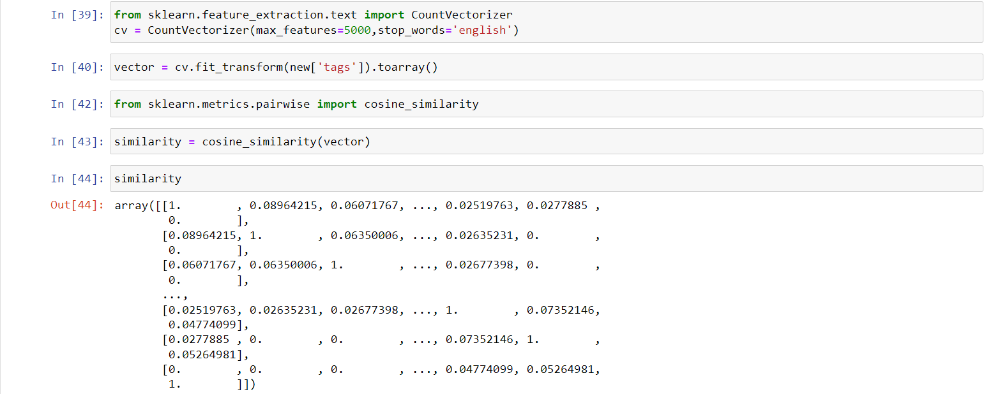 In [39]: from sklearn.feature_extraction.text import CountVectorizer
cv = CountVectorizer(max_features=5000,stop_words='english')
In [40]: vector = cv.fit_transform(new['tags']).toarray()
In [42]: from sklearn.metrics.pairwise import cosine_similarity
In [43]: similarity = cosine_similarity(vector)
In [44]: similarity
Out[44]: array([[1.        , 0.08964215, 0.06071767, ..., 0.02519763, 0.0277885 ,
        0.        ],
       [0.08964215, 1.        , 0.06350006, ..., 0.02635231, 0.        ,
        0.        ],
       [0.06071767, 0.06350006, 1.        , ..., 0.02677398, 0.        ,
        0.        ],
       ...,
       [0.02519763, 0.02635231, 0.02677398, ..., 1.        , 0.07352146,
        0.04774099],
       [0.0277885 , 0.        , 0.        , ..., 0.07352146, 1.        ,
        0.05264981],
       [0.        , 0.        , 0.        , ..., 0.04774099, 0.05264981,
        1.        ]])